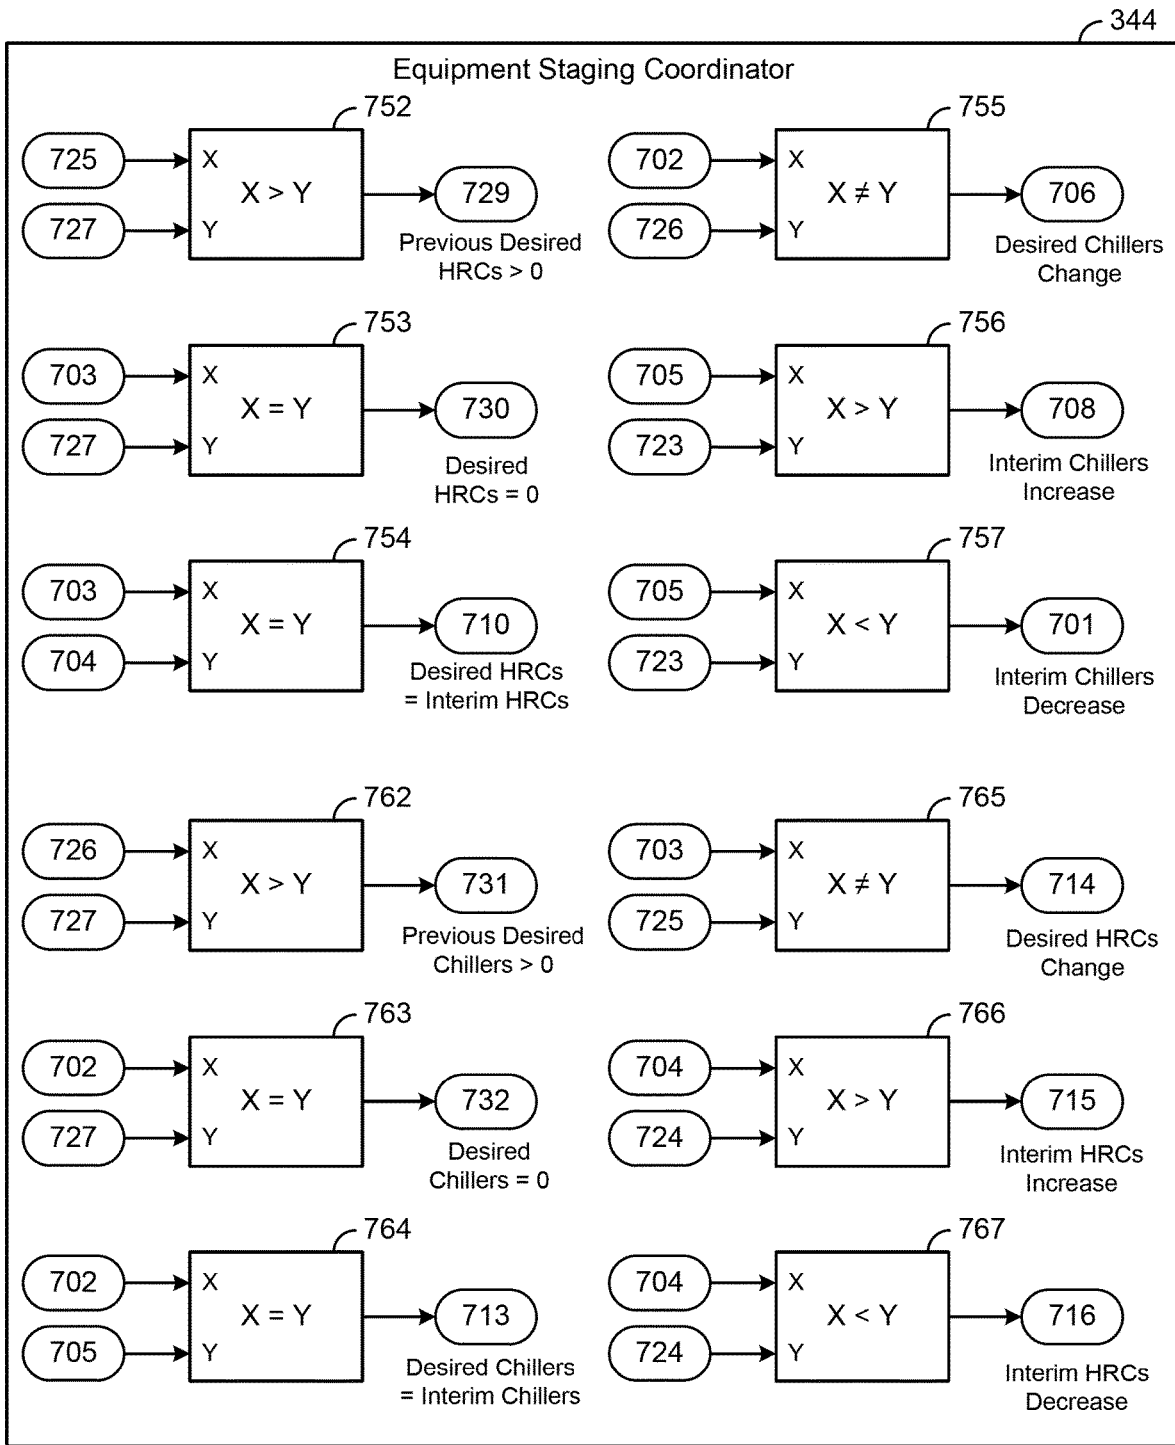 344
Equipment Staging Coordinator
752
725
X
X > Y
727
Y
729
Previous Desired
HRCs > 0
755
702
X
X ≠ Y
726
Y
706
Desired Chillers
Change
753
703
X
X = Y
727
Y
730
Desired
HRCs = 0
756
705
X
X > Y
723
Y
708
Interim Chillers
Increase
754
703
X
X = Y
704
Y
710
Desired HRCs
= Interim HRCs
757
705
X
X < Y
723
Y
701
Interim Chillers
Decrease
762
726
X
X > Y
727
Y
731
Previous Desired
Chillers > 0
765
703
X
X ≠ Y
725
Y
714
Desired HRCs
Change
763
702
X
X = Y
727
Y
732
Desired
Chillers = 0
766
704
X
X > Y
724
Y
715
Interim HRCs
Increase
764
702
X
X = Y
705
Y
713
Desired Chillers
= Interim Chillers
767
704
X
X < Y
724
Y
716
Interim HRCs
Decrease